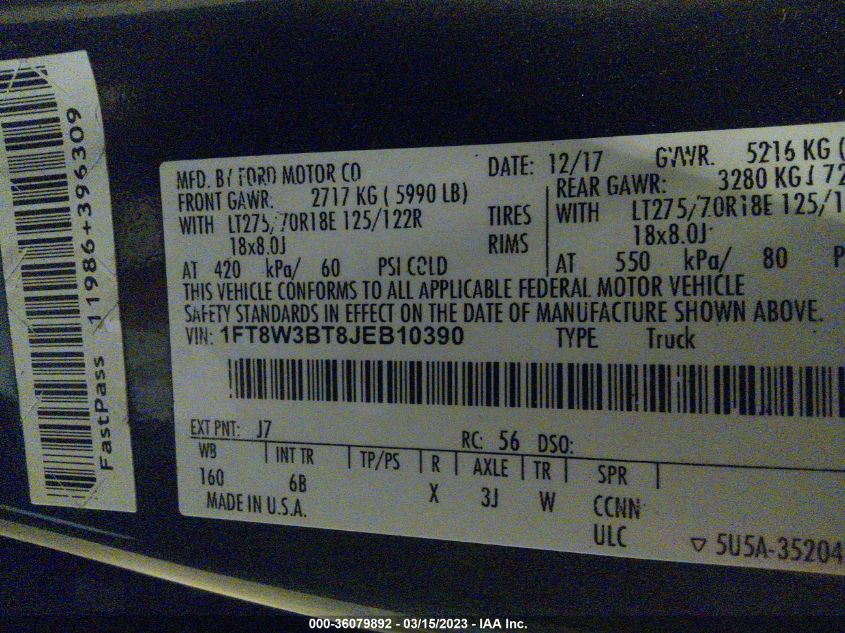 11986+396309
FastPass
MFD. BY FORD MOTOR CO
DATE: 12/17
GVWR. 5216 KG (
FRONT GAWR: 2717 KG ( 5990 LB)
REAR GAWR: 3280 KG
WITH LT275/70R18E 125/122R
TIRES
WITH LT275/70R18E 125/1
18x8.0J
RIMS
18x8.0J
AT 420 kPa/ 60 PSI COLD
AT 550 kPa/ 80 P
THIS VEHICLE CONFORMS TO ALL APPLICABLE FEDERAL MOTOR VEHICLE
SAFETY STANDARDS IN EFFECT ON THE DATE OF MANUFACTURE SHOWN ABOVE.
VIN: 1FT8W3BT8JEB10390 TYPE Truck
EXT PNT: J7
RC: 56 DSO:
WB INT TR TP/PS R AXLE TR SPR
160 6B X 3J W CCNN
MADE IN U.S.A.
ULC
▽ 5U5A-35204
000-36079892 - 03/15/2023 - IAA Inc.